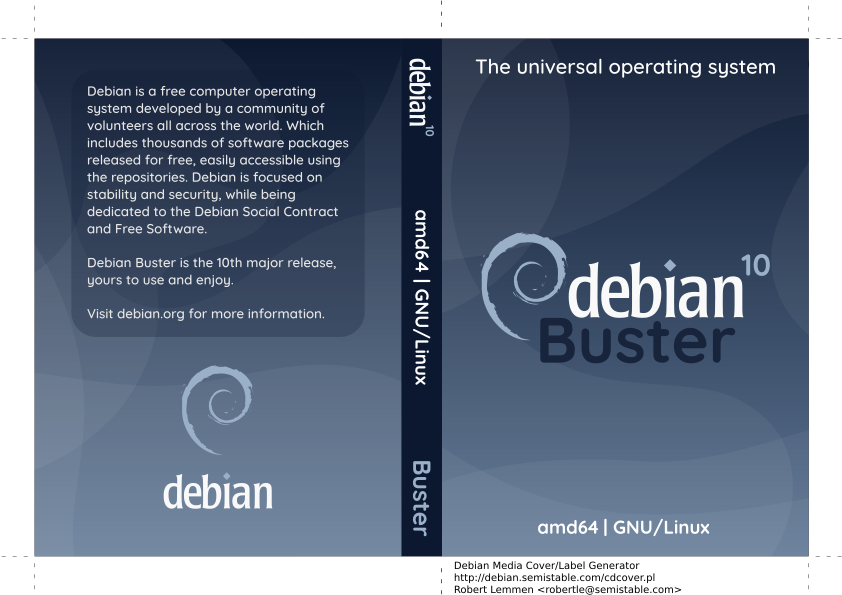 Debian is a free computer operating
system developed by a community of
volunteers all across the world. Which
includes thousands of software packages
released for free, easily accessible using
the repositories. Debian is focused on
stability and security, while being
dedicated to the Debian Social Contract
and Free Software.
Debian Buster is the 10th major release,
yours to use and enjoy.
Visit debian.org for more information.
debian
debian 10
amd64 | GNU/Linux
Buster
The universal operating system
debian 10
Buster
amd64 | GNU/Linux
Debian Media Cover/Label Generator
http://debian.semistable.com/cdcover.pl
Robert Lemmen <robertle@semistable.com>